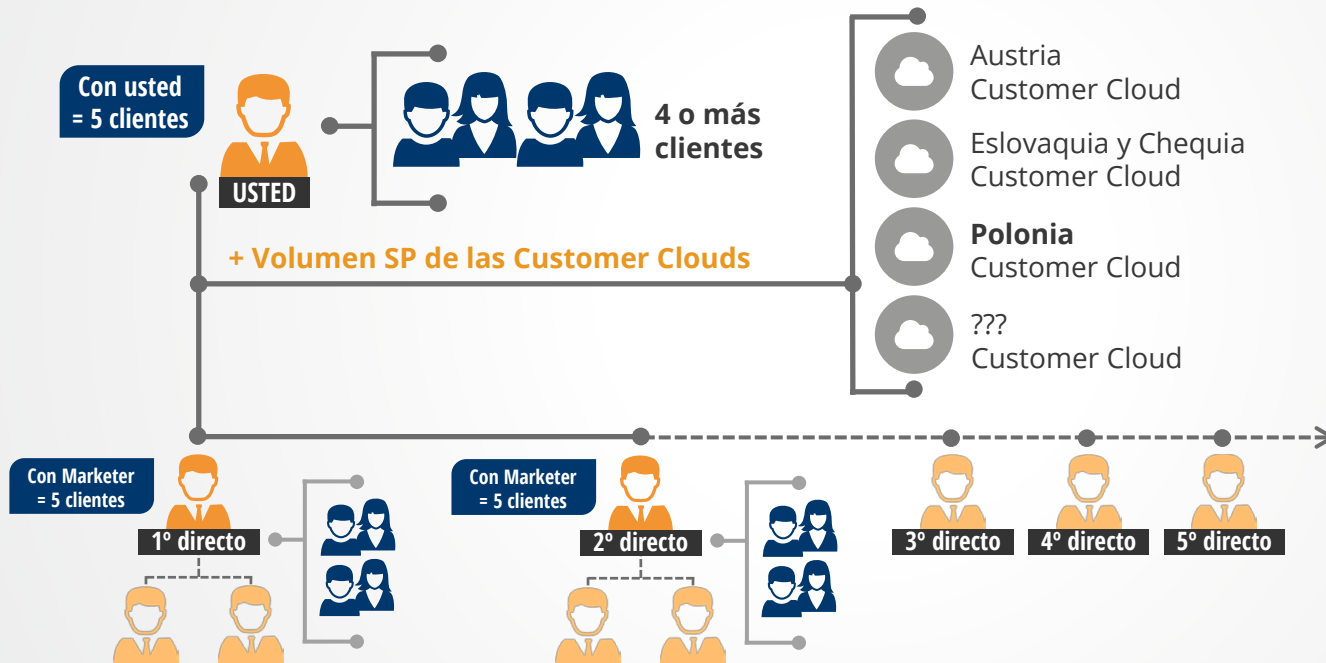 Con usted
= 5 clientes
USTED
4 o más
clientes
Austria
Customer Cloud
Eslovaquia y Chequia
Customer Cloud
Polonia
Customer Cloud
???
Customer Cloud
+ Volumen SP de las Customer Clouds
Con Marketer
= 5 clientes
1º directo
Con Marketer
= 5 clientes
2º directo
3º directo
4º directo
5º directo